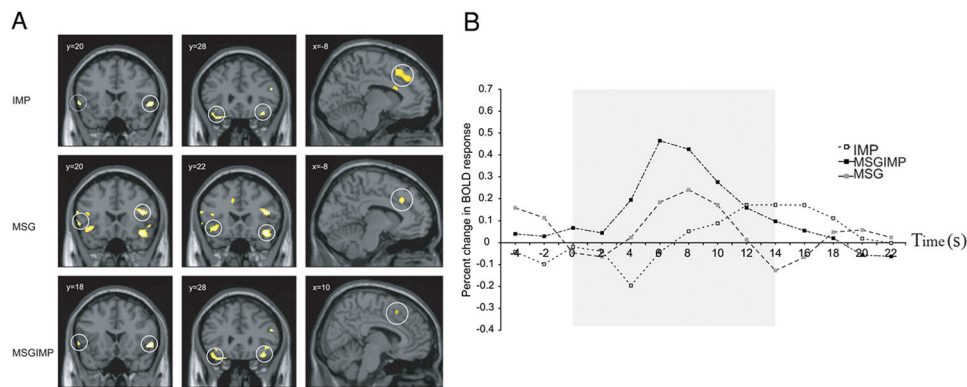 A
B
y=20
y=28
x=-8
IMP
y=20
y=22
x=-8
MSG
y=18
y=28
x=10
MSGIMP
Percent change in BOLD response
0.7
0.6
0.5
0.4
0.3
0.2
0.1
0
-0.1
-0.2
-0.3
-0.4
-4 -2 0 2 4 6 8 10 12 14 16 18 20 22
Time(s)
IMP
MSGIMP
MSG